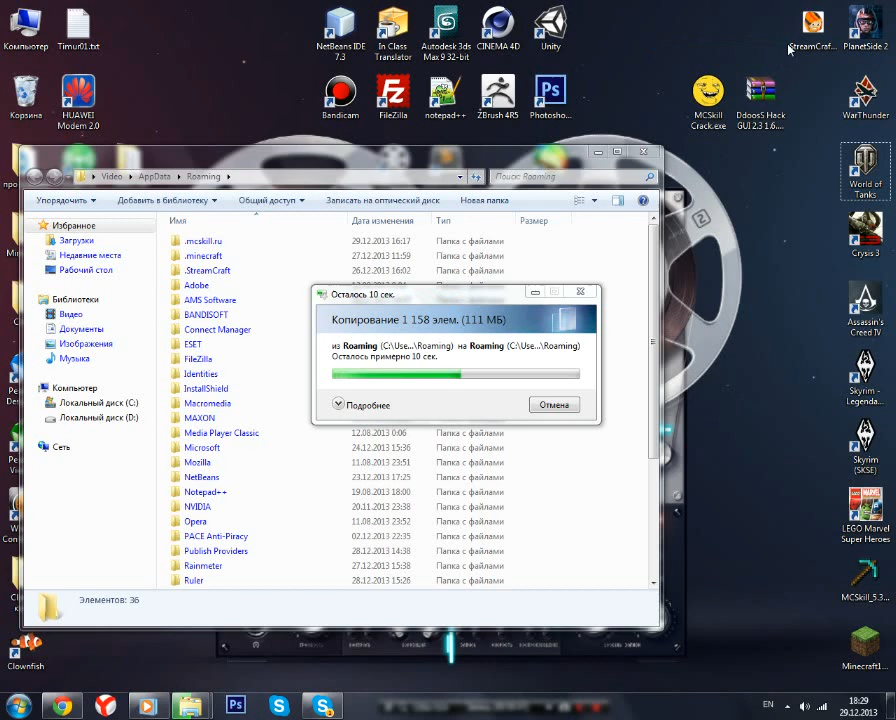 Компьютер
Timur01.txt
NetBeans IDE
7.3
In Class
Translator
Autodesk 3ds
Max 9 32-bit
CINEMA 4D
Unity
StreamCraf...
PlanetSide 2
Корзина
HUAWEI
Modem 2.0
Bandicam
FileZilla
notepad++
ZBrush 4R5
Photosho...
MCSkill
Crack.exe
DdoosS Hack
GUI 2.3 1.6....
WarThunder
World of
Tanks
Crysis 3
Assassin's
Creed IV
Skyrim -
Legenda...
Skyrim
(SKSE)
LEGO Marvel
Super Heroes
MCSkill_5.3...
Minecraft1...
Clownfish
Video
AppData
Roaming
Поиск: Roaming
Упорядочить
Добавить в библиотеку
Общий доступ
Записать на оптический диск
Новая папка
Избранное
Загрузки
Недавние места
Рабочий стол
Библиотеки
Видео
Документы
Изображения
Музыка
Компьютер
Локальный диск (C:)
Локальный диск (D:)
Сеть
Имя Дата изменения Тип Размер
.mcskill.ru 29.12.2013 16:17 Папка с файлами
.minecraft 27.12.2013 11:59 Папка с файлами
.StreamCraft 26.12.2013 16:02 Папка с файлами
Adobe
AMS Software
BANDISOFT
Connect Manager
ESET
FileZilla
Identities
InstallShield
Macromedia
MAXON
Media Player Classic 12.08.2013 0:06 Папка с файлами
Microsoft 24.12.2013 15:36 Папка с файлами
Mozilla 11.08.2013 23:51 Папка с файлами
NetBeans 23.12.2013 17:25 Папка с файлами
Notepad++ 19.08.2013 18:00 Папка с файлами
NVIDIA 20.11.2013 23:38 Папка с файлами
Opera 11.08.2013 23:52 Папка с файлами
PACE Anti-Piracy 02.12.2013 22:35 Папка с файлами
Publish Providers 28.12.2013 14:38 Папка с файлами
Rainmeter 27.12.2013 15:38 Папка с файлами
Ruler 28.12.2013 15:26 Папка с файлами
Элементов: 36
Осталось 10 сек.
Копирование 1 158 элем. (111 МБ)
из Roaming (C:\Use...\Roaming) на Roaming (C:\Use...\Roaming)
Осталось примерно 10 сек.
Подробнее
Отмена
EN
18:29
29.12.2013